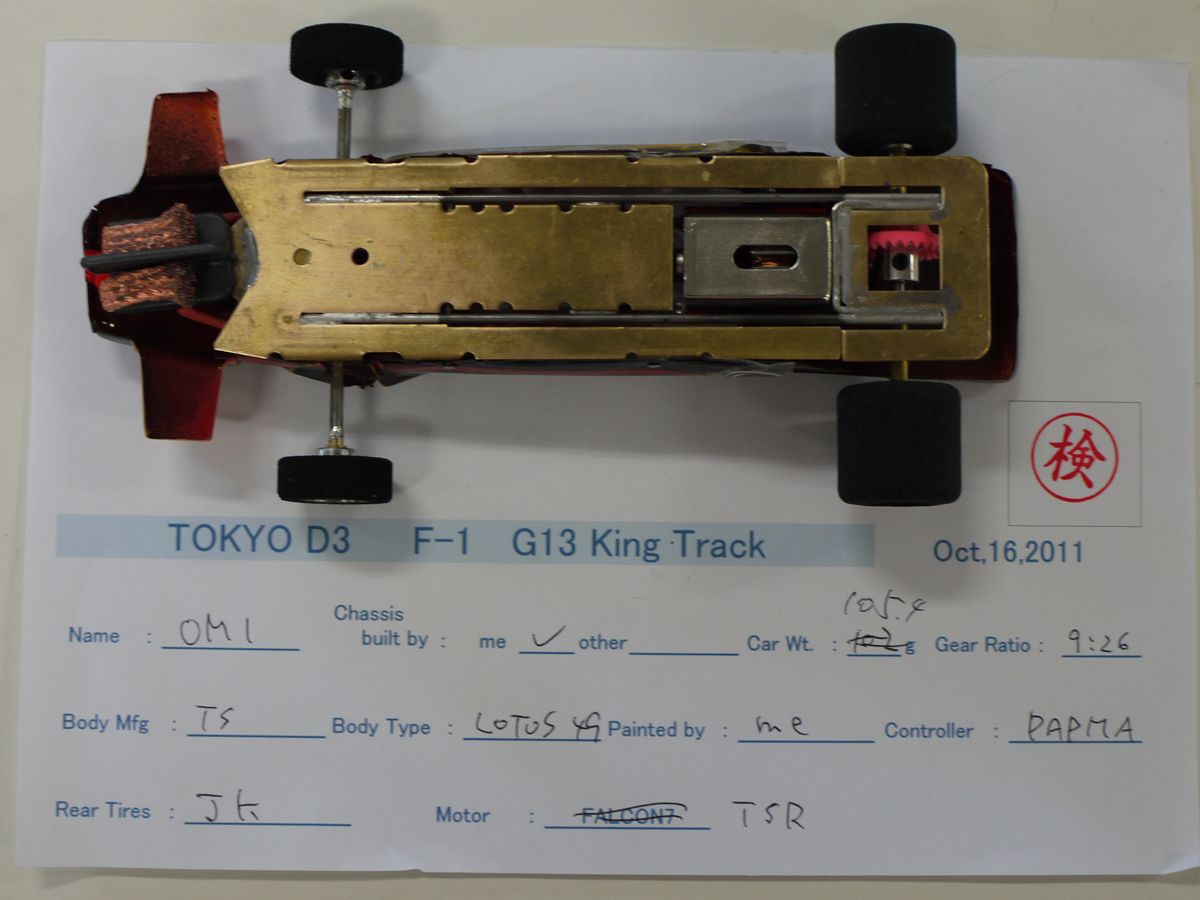 検
TOKYO D3 F-1 G13 King Track Oct,16,2011
Name : OMI Chassis built by : me ✓ other Car Wt. : 102 105.4 g Gear Ratio : 9:26
Body Mfg : TS Body Type : LOTOS 49 Painted by : me Controller : PAPMA
Rear Tires : JK Motor : FALCON7 TSR